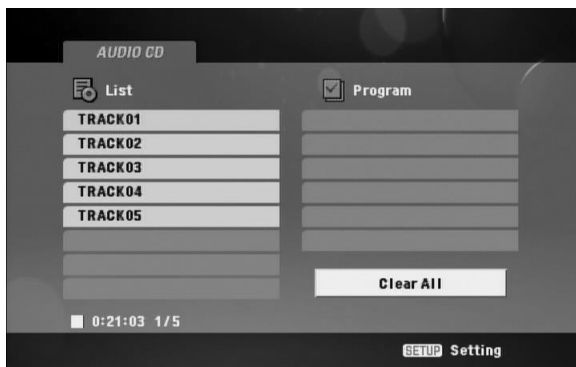 AUDIO CD
List
TRACK01
TRACK02
TRACK03
TRACK04
TRACK05
0:21:03 1/5
Program
Clear All
SETUP Setting